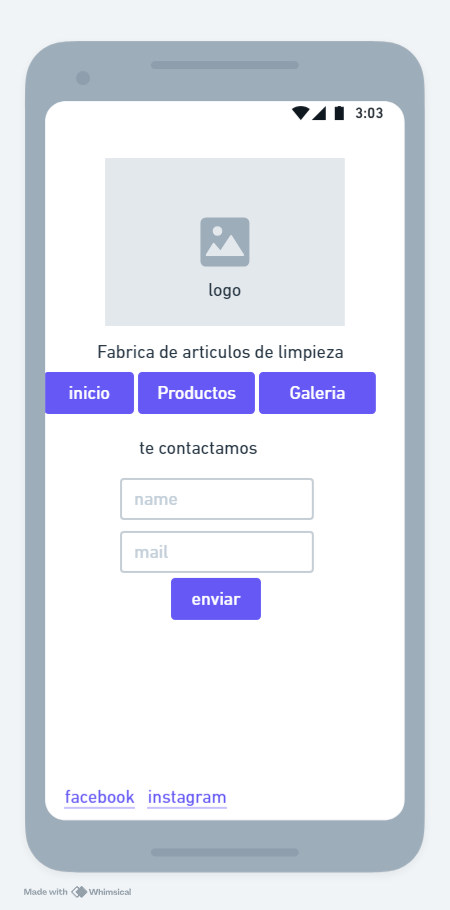 3:03
logo
Fabrica de articulos de limpieza
inicio Productos Galeria
te contactamos
name
mail
enviar
facebook instagram
Made with Whimsical